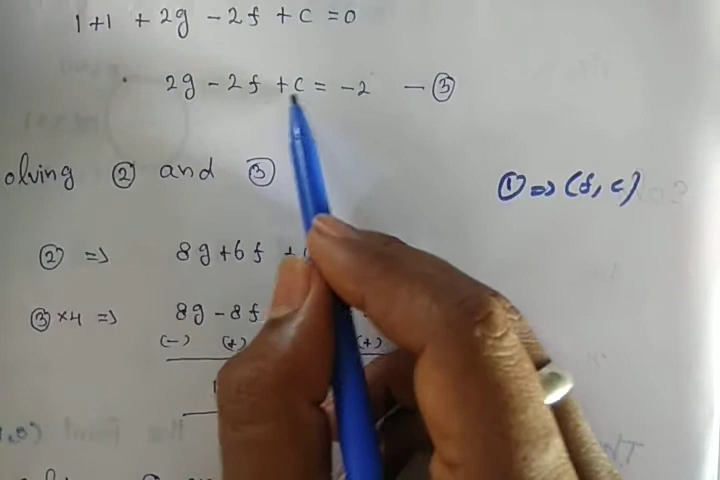 1+1 +2g -2f +c =0
2g -2f +c = -2 — ③
olving ② and ③
① => (f, c)
② => 8g+6f +
③ ×4 => 8g -8f
(-) (+) (+)